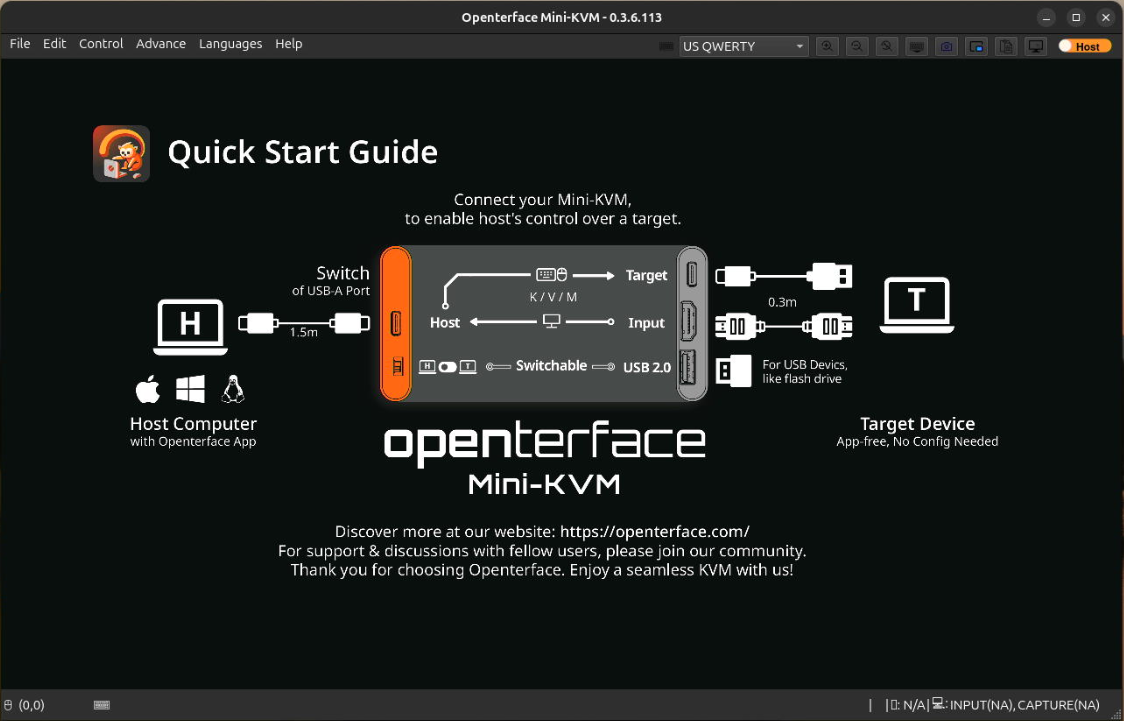 Openterface Mini-KVM - 0.3.6.113
File Edit Control Advance Languages Help
US QWERTY
Host
Quick Start Guide
Connect your Mini-KVM,
to enable host's control over a target.
Switch
of USB-A Port
H
1.5m
Host Computer
with Openterface App
Target
K / V / M
Host
Input
H
T
Switchable
USB 2.0
0.3m
For USB Devics,
like flash drive
T
Target Device
App-free, No Config Needed
openterface
Mini-KVM
Discover more at our website: https://openterface.com/
For support & discussions with fellow users, please join our community.
Thank you for choosing Openterface. Enjoy a seamless KVM with us!
(0,0)
| |▯: N/A| : INPUT(NA), CAPTURE(NA)